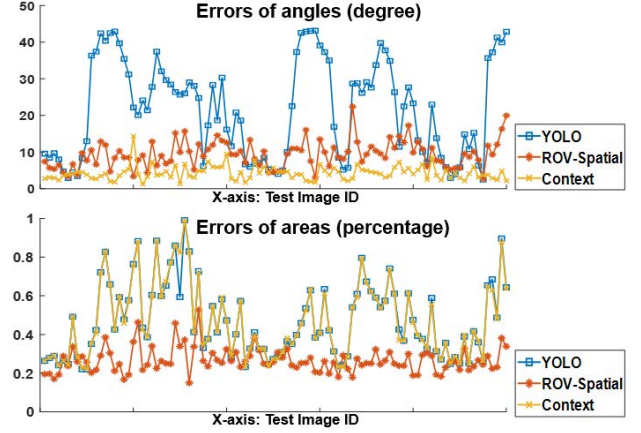 Errors of angles (degree)
50
40
30
20
10
0
X-axis: Test Image ID
YOLO
ROV-Spatial
Context
Errors of areas (percentage)
1
0.8
0.6
0.4
0.2
0
X-axis: Test Image ID
YOLO
ROV-Spatial
Context